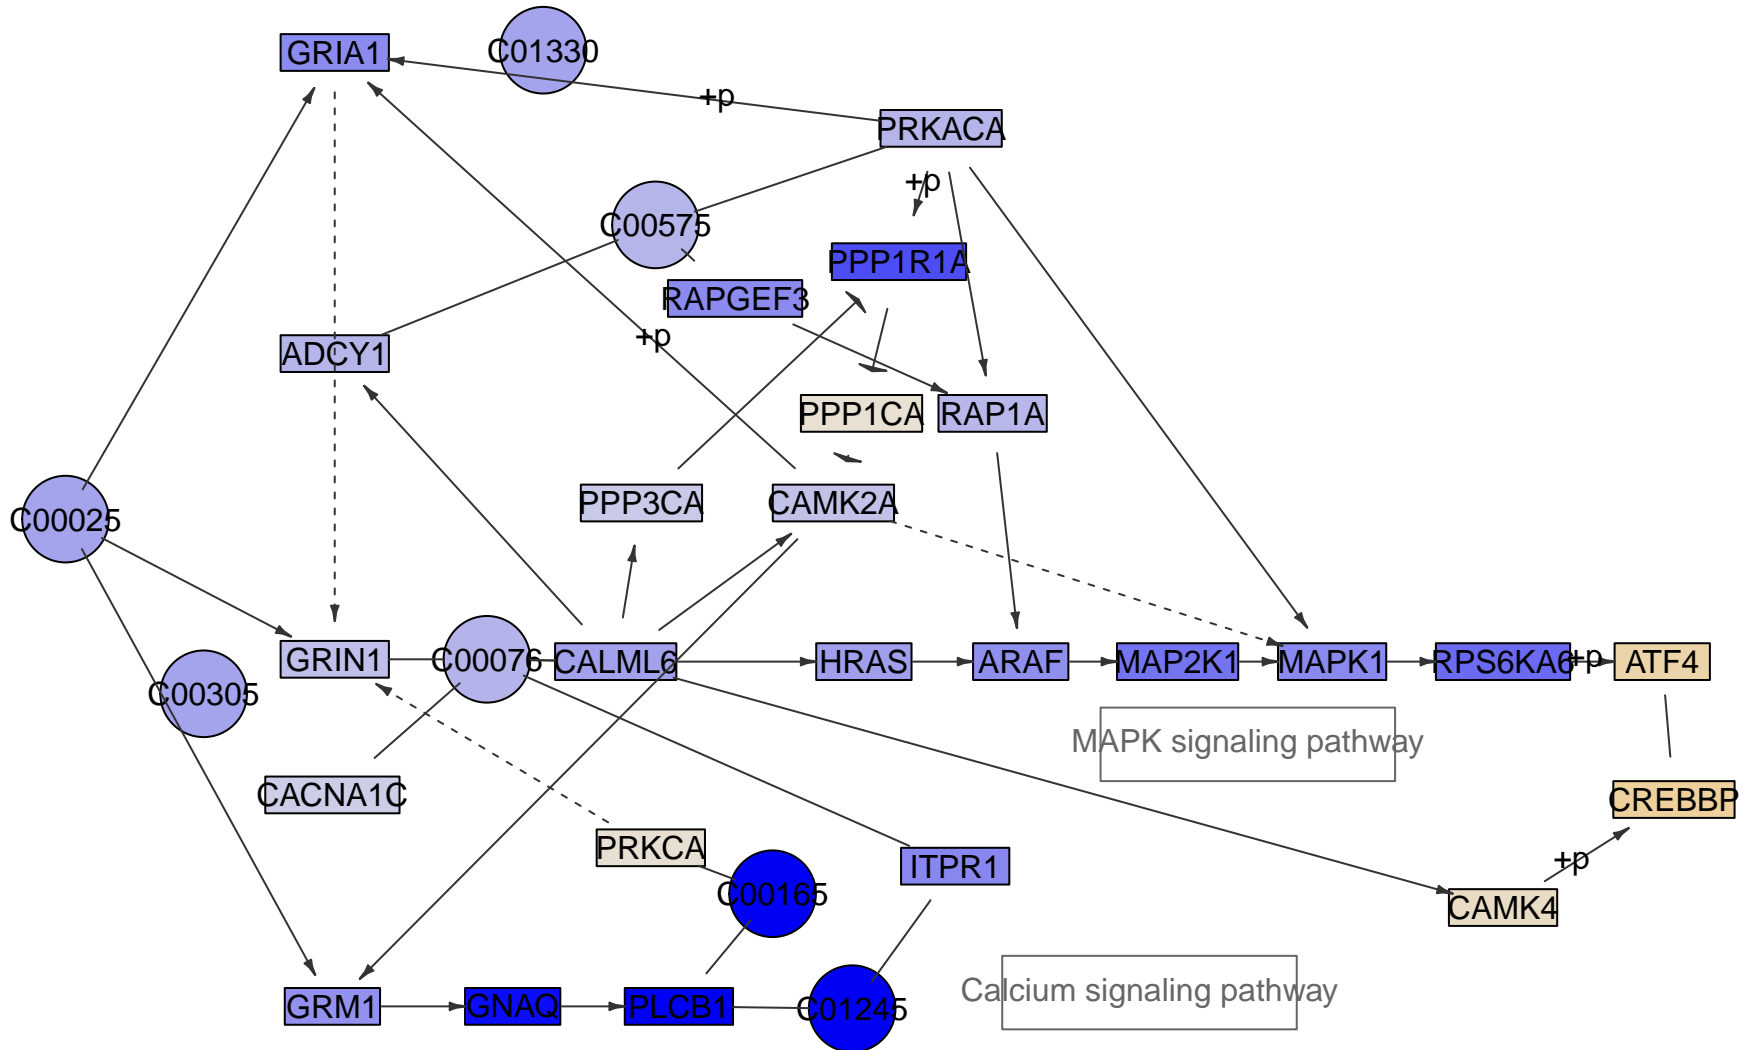 GRIA1
C01330
+p
PRKACA
+p
C00575
PPP1R1A
RAPGEF3
+p
ADCY1
PPP1CA
RAP1A
PPP3CA
CAMK2A
C00025
GRIN1
C00076
CALML6
HRAS
ARAF
MAP2K1
MAPK1
RPS6KA6
+p
ATF4
C00305
MAPK signaling pathway
CACNA1C
CREBBP
PRKCA
ITPR1
+p
C00165
CAMK4
Calcium signaling pathway
GRM1
GNAQ
PLCB1
C01245